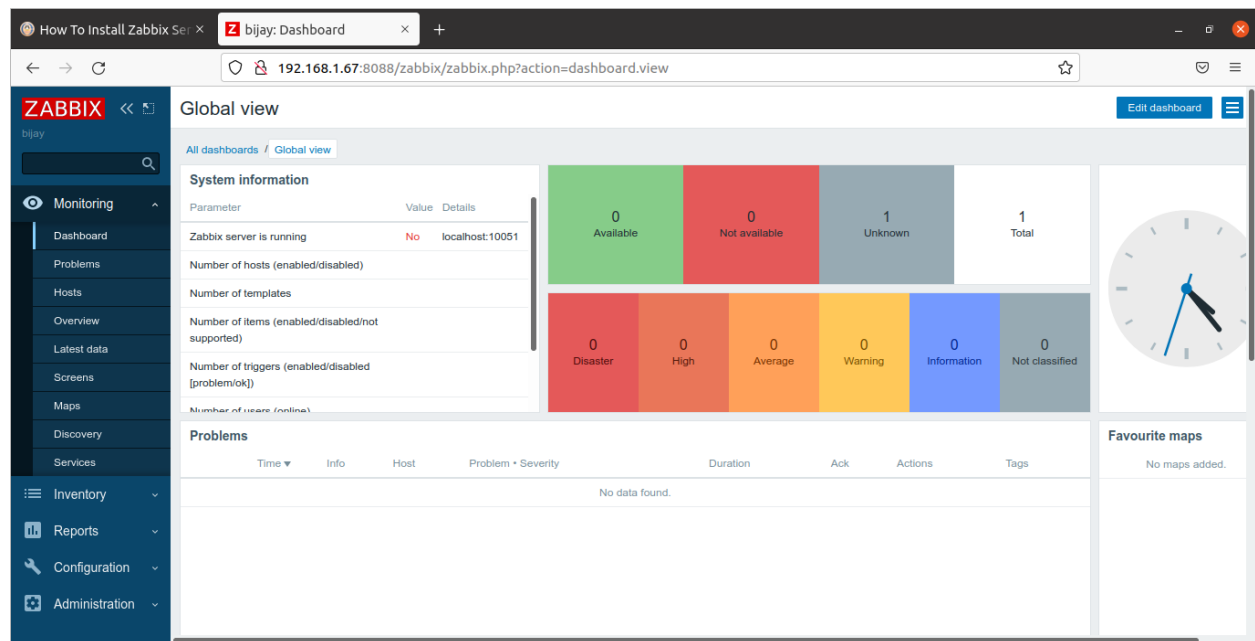 How To Install Zabbix Ser
Z bijay: Dashboard
192.168.1.67:8088/zabbix/zabbix.php?action=dashboard.view
ZABBIX
bijay
Monitoring
Dashboard
Problems
Hosts
Overview
Latest data
Screens
Maps
Discovery
Services
Inventory
Reports
Configuration
Administration
Global view
Edit dashboard
All dashboards / Global view
System information
Parameter Value Details
Zabbix server is running No localhost:10051
Number of hosts (enabled/disabled)
Number of templates
Number of items (enabled/disabled/not
supported)
Number of triggers (enabled/disabled
[problem/ok])
Number of users (online)
0 0 1 1
Available Not available Unknown Total
0 0 0 0 0 0
Disaster High Average Warning Information Not classified
Problems
Time Info Host Problem • Severity Duration Ack Actions Tags
No data found.
Favourite maps
No maps added.